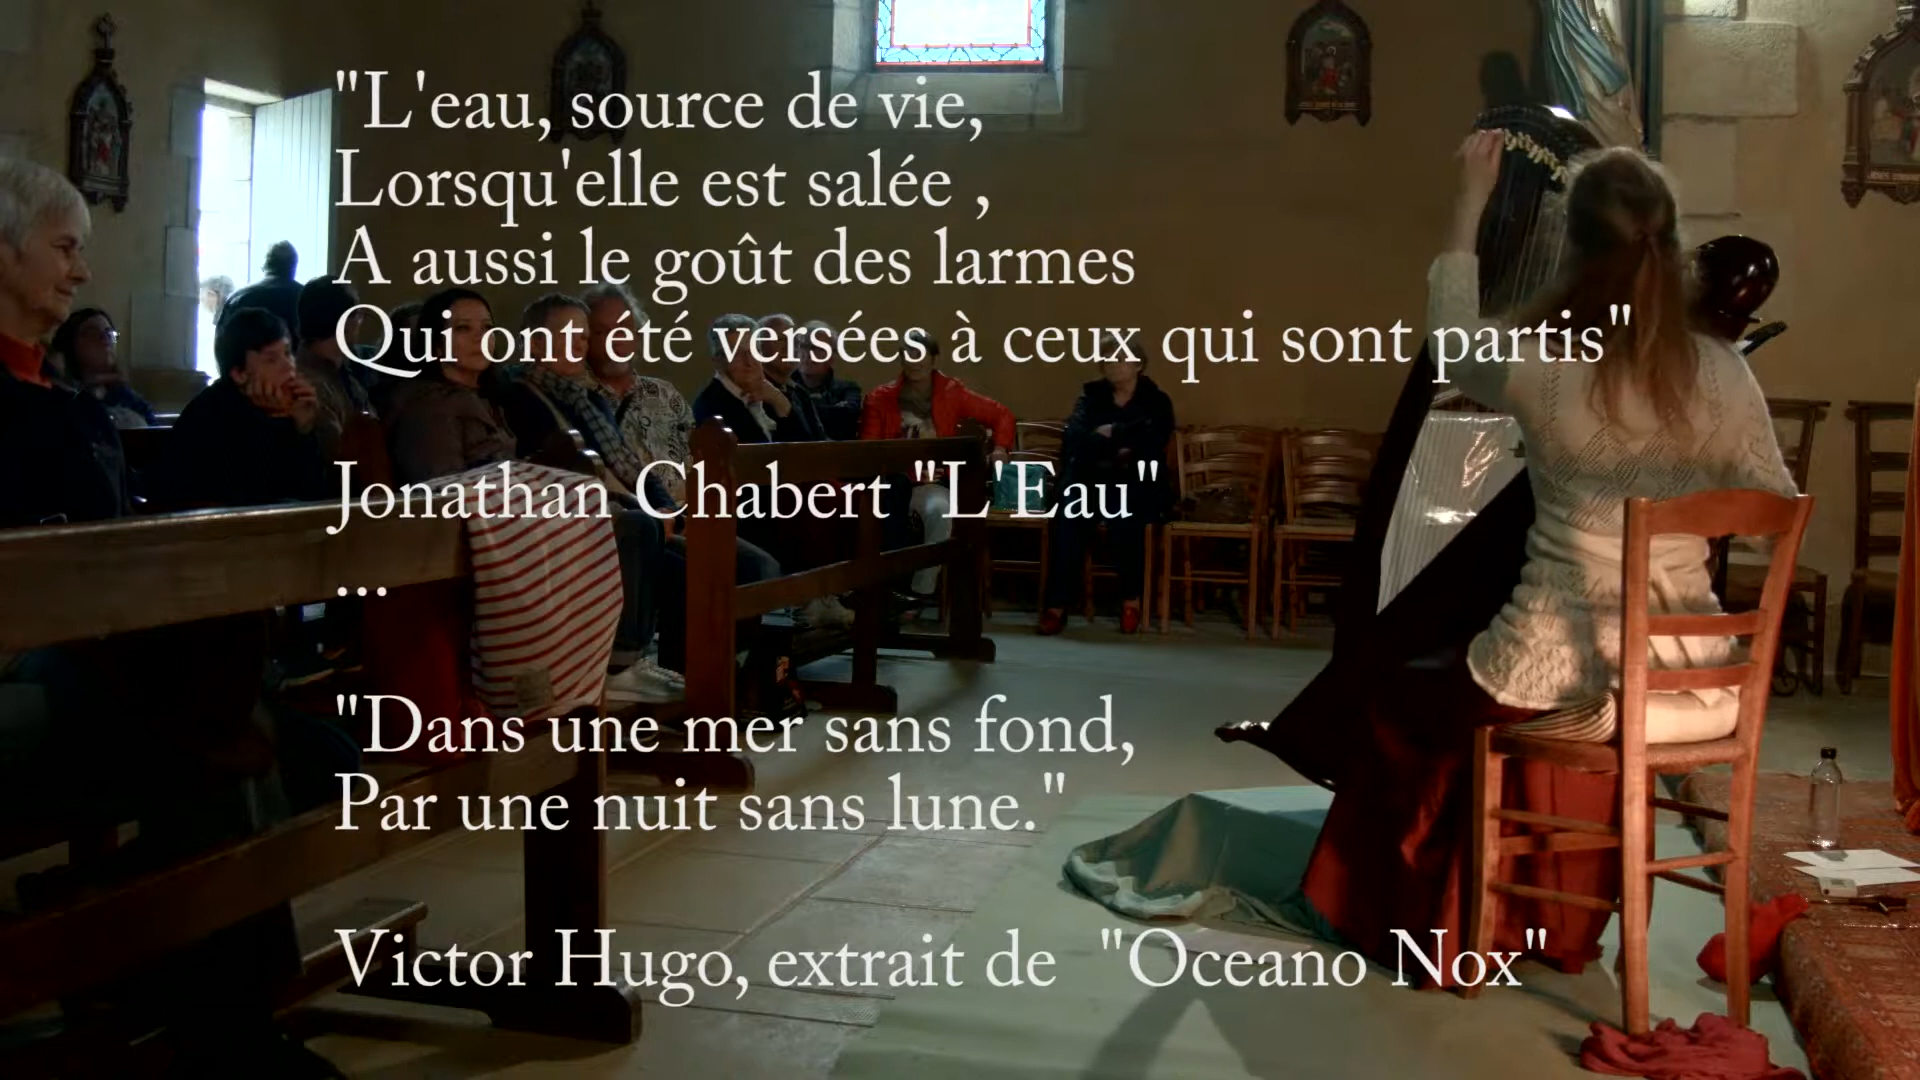 "L'eau, source de vie,
Lorsqu'elle est salée ,
A aussi le goût des larmes
Qui ont été versées à ceux qui sont partis"
Jonathan Chabert "L'Eau"
...
"Dans une mer sans fond,
Par une nuit sans lune."
Victor Hugo, extrait de "Oceano Nox"